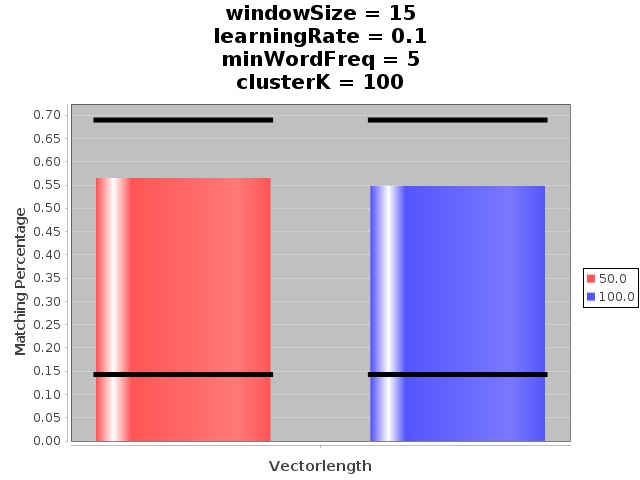 windowSize = 15
learningRate = 0.1
minWordFreq = 5
clusterK = 100
0.70
0.65
0.60
0.55
0.50
0.45
0.40
0.35
0.30
0.25
0.20
0.15
0.10
0.05
0.00
Matching Percentage
Vectorlength
50.0
100.0